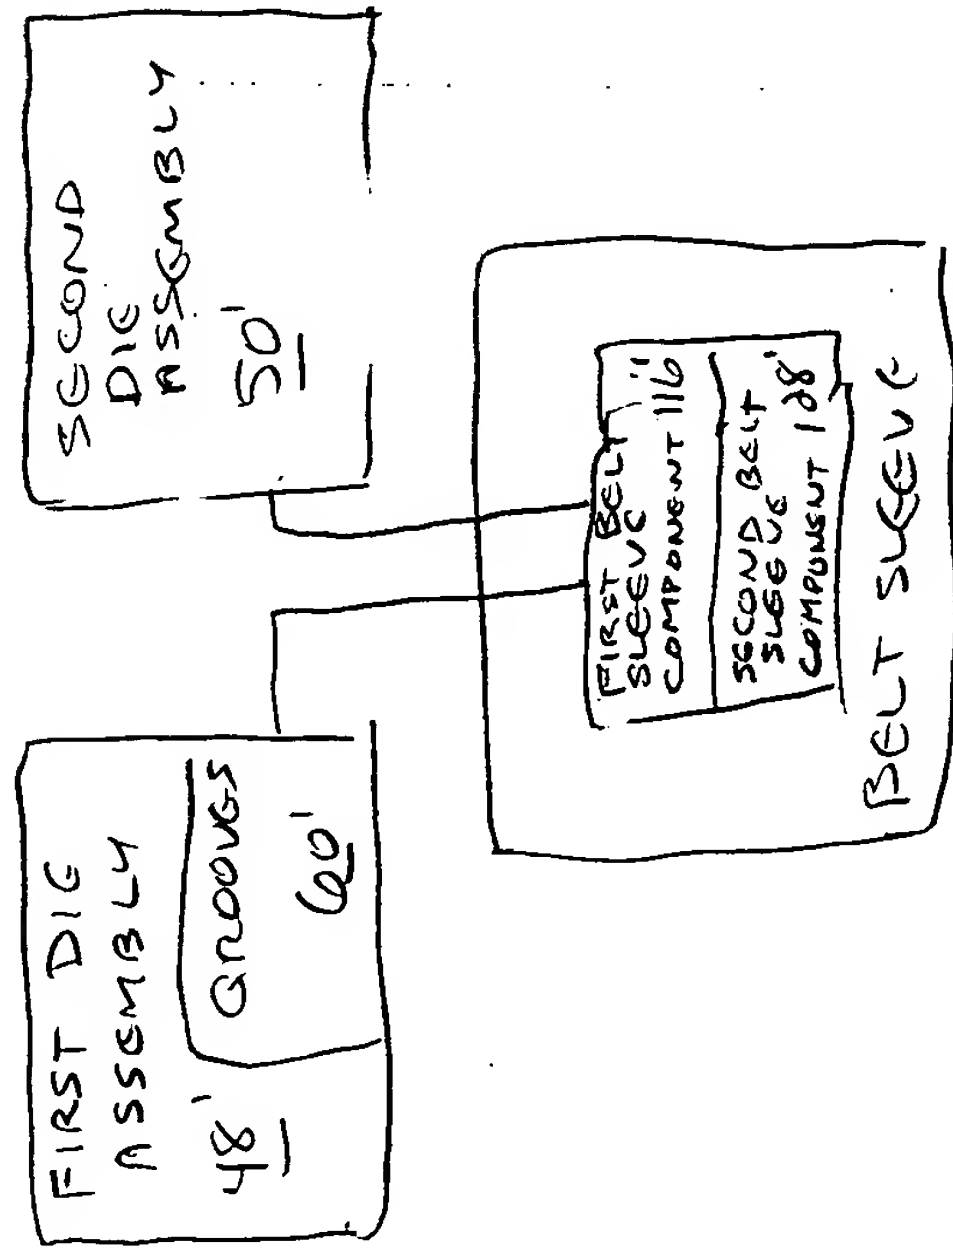 FIRST DIE
ASSEMBLY
48'
GROOVES
60'
SECOND
DIE
ASSEMBLY
50'
FIRST BELT
SLEEVE
COMPONENT 116''
SECOND BELT
SLEEVE
COMPONENT 128'
BELT SLEEVE